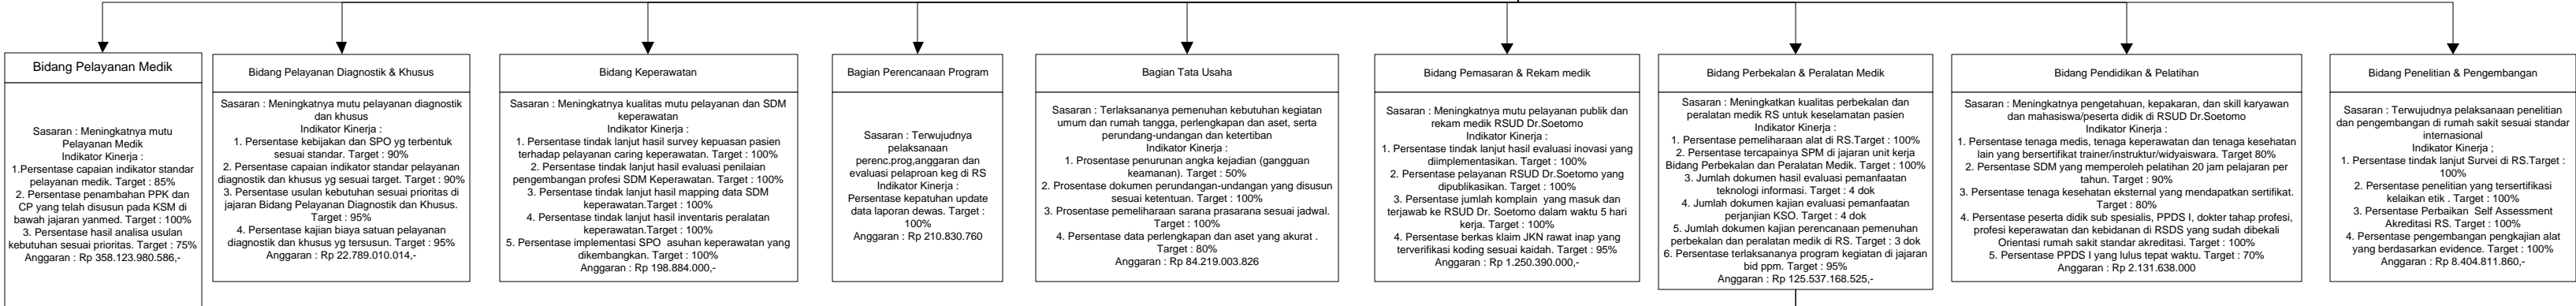 Bidang Pelayanan Medik
Sasaran : Meningkatnya mutu
Pelayanan Medik
Indikator Kinerja :
1.Persentase capaian indikator standar
pelayanan medik. Target : 85%
2. Persentase penambahan PPK dan
CP yang telah disusun pada KSM di
bawah jajaran yanmed. Target : 100%
3. Persentase hasil analisa usulan
kebutuhan sesuai prioritas. Target : 75%
Anggaran : Rp 358.123.980.586,-
Bidang Pelayanan Diagnostik & Khusus
Sasaran : Meningkatnya mutu pelayanan diagnostik
dan khusus
Indikator Kinerja :
1. Persentase kebijakan dan SPO yg terbentuk
sesuai standar. Target : 90%
2. Persentase capaian indikator standar pelayanan
diagnostik dan khusus yg sesuai target. Target : 90%
3. Persentase usulan kebutuhan sesuai prioritas di
jajaran Bidang Pelayanan Diagnostik dan Khusus.
Target : 95%
4. Persentase kajian biaya satuan pelayanan
diagnostik dan khusus yg tersusun. Target : 95%
Anggaran : Rp 22.789.010.014,-
Bidang Keperawatan
Sasaran : Meningkatnya kualitas mutu pelayanan dan SDM
keperawatan
Indikator Kinerja :
1. Persentase tindak lanjut hasil survey kepuasan pasien
terhadap pelayanan caring keperawatan. Target : 100%
2. Persentase tindak lanjut hasil evaluasi penilaian
pengembangan profesi SDM Keperawatan. Target : 100%
3. Persentase tindak lanjut hasil mapping data SDM
keperawatan.Target : 100%
4. Persentase tindak lanjut hasil inventaris peralatan
keperawatan.Target : 100%
5. Persentase implementasi SPO asuhan keperawatan yang
dikembangkan. Target : 100%
Anggaran : Rp 198.884.000,-
Bagian Perencanaan Program
Sasaran : Terwujudnya
pelaksanaan
perenc.prog,anggaran dan
evaluasi pelaproan keg di RS
Indikator Kinerja :
Persentase kepatuhan update
data laporan dewas. Target :
100%
Anggaran : Rp 210.830.760
Bagian Tata Usaha
Sasaran : Terlaksananya pemenuhan kebutuhan kegiatan
umum dan rumah tangga, perlengkapan dan aset, serta
perundang-undangan dan ketertiban
Indikator Kinerja :
1. Prosentase penurunan angka kejadian (gangguan
keamanan). Target : 50%
2. Prosentase dokumen perundangan-undangan yang disusun
sesuai ketentuan. Target : 100%
3. Prosentase pemeliharaan sarana prasarana sesuai jadwal.
Target : 100%
4. Persentase data perlengkapan dan aset yang akurat .
Target : 80%
Anggaran : Rp 84.219.003.826
Bidang Pemasaran & Rekam medik
Sasaran : Meningkatnya mutu pelayanan publik dan
rekam medik RSUD Dr.Soetomo
Indikator Kinerja :
1. Persentase tindak lanjut hasil evaluasi inovasi yang
diimplementasikan. Target : 100%
2. Persentase pelayanan RSUD Dr.Soetomo yang
dipublikasikan. Target : 100%
3. Persentase jumlah komplain yang masuk dan
terjawab ke RSUD Dr. Soetomo dalam waktu 5 hari
kerja. Target : 100%
4. Persentase berkas klaim JKN rawat inap yang
terverifikasi koding sesuai kaidah. Target : 95%
Anggaran : Rp 1.250.390.000,-
Bidang Perbekalan & Peralatan Medik
Sasaran : Meningkatkan kualitas perbekalan dan
peralatan medik RS untuk keselamatan pasien
Indikator Kinerja :
1. Persentase pemeliharaan alat di RS.Target : 100%
2. Persentase tercapainya SPM di jajaran unit kerja
Bidang Perbekalan dan Peralatan Medik. Target : 100%
3. Jumlah dokumen hasil evaluasi pemanfaatan
teknologi informasi. Target : 4 dok
4. Jumlah dokumen kajian evaluasi pemanfaatan
perjanjian KSO. Target : 4 dok
5. Jumlah dokumen kajian perencanaan pemenuhan
perbekalan dan peralatan medik di RS. Target : 3 dok
6. Persentase terlaksananya program kegiatan di jajaran
bid ppm. Target : 95%
Anggaran : Rp 125.537.168.525,-
Bidang Pendidikan & Pelatihan
Sasaran : Meningkatnya pengetahuan, kepakaran, dan skill karyawan
dan mahasiswa/peserta didik di RSUD Dr.Soetomo
Indikator Kinerja :
1. Persentase tenaga medis, tenaga keperawatan dan tenaga kesehatan
lain yang bersertifikat trainer/instruktur/widyaiswara. Target 80%
2. Persentase SDM yang memperoleh pelatihan 20 jam pelajaran per
tahun. Target : 90%
3. Persentase tenaga kesehatan eksternal yang mendapatkan sertifikat.
Target : 80%
4. Persentase peserta didik sub spesialis, PPDS I, dokter tahap profesi,
profesi keperawatan dan kebidanan di RSDS yang sudah dibekali
Orientasi rumah sakit standar akreditasi. Target : 100%
5. Persentase PPDS I yang lulus tepat waktu. Target : 70%
Anggaran : Rp 2.131.638.000
Bidang Penelitian & Pengembangan
Sasaran : Terwujudnya pelaksanaan penelitian
dan pengembangan di rumah sakit sesuai standar
internasional
Indikator Kinerja ;
1. Persentase tindak lanjut Survei di RS.Target :
100%
2. Persentase penelitian yang tersertifikasi
kelaikan etik . Target : 100%
3. Persentase Perbaikan Self Assessment
Akreditasi RS. Target : 100%
4. Persentase pengembangan pengkajian alat
yang berdasarkan evidence. Target : 100%
Anggaran : Rp 8.404.811.860,-